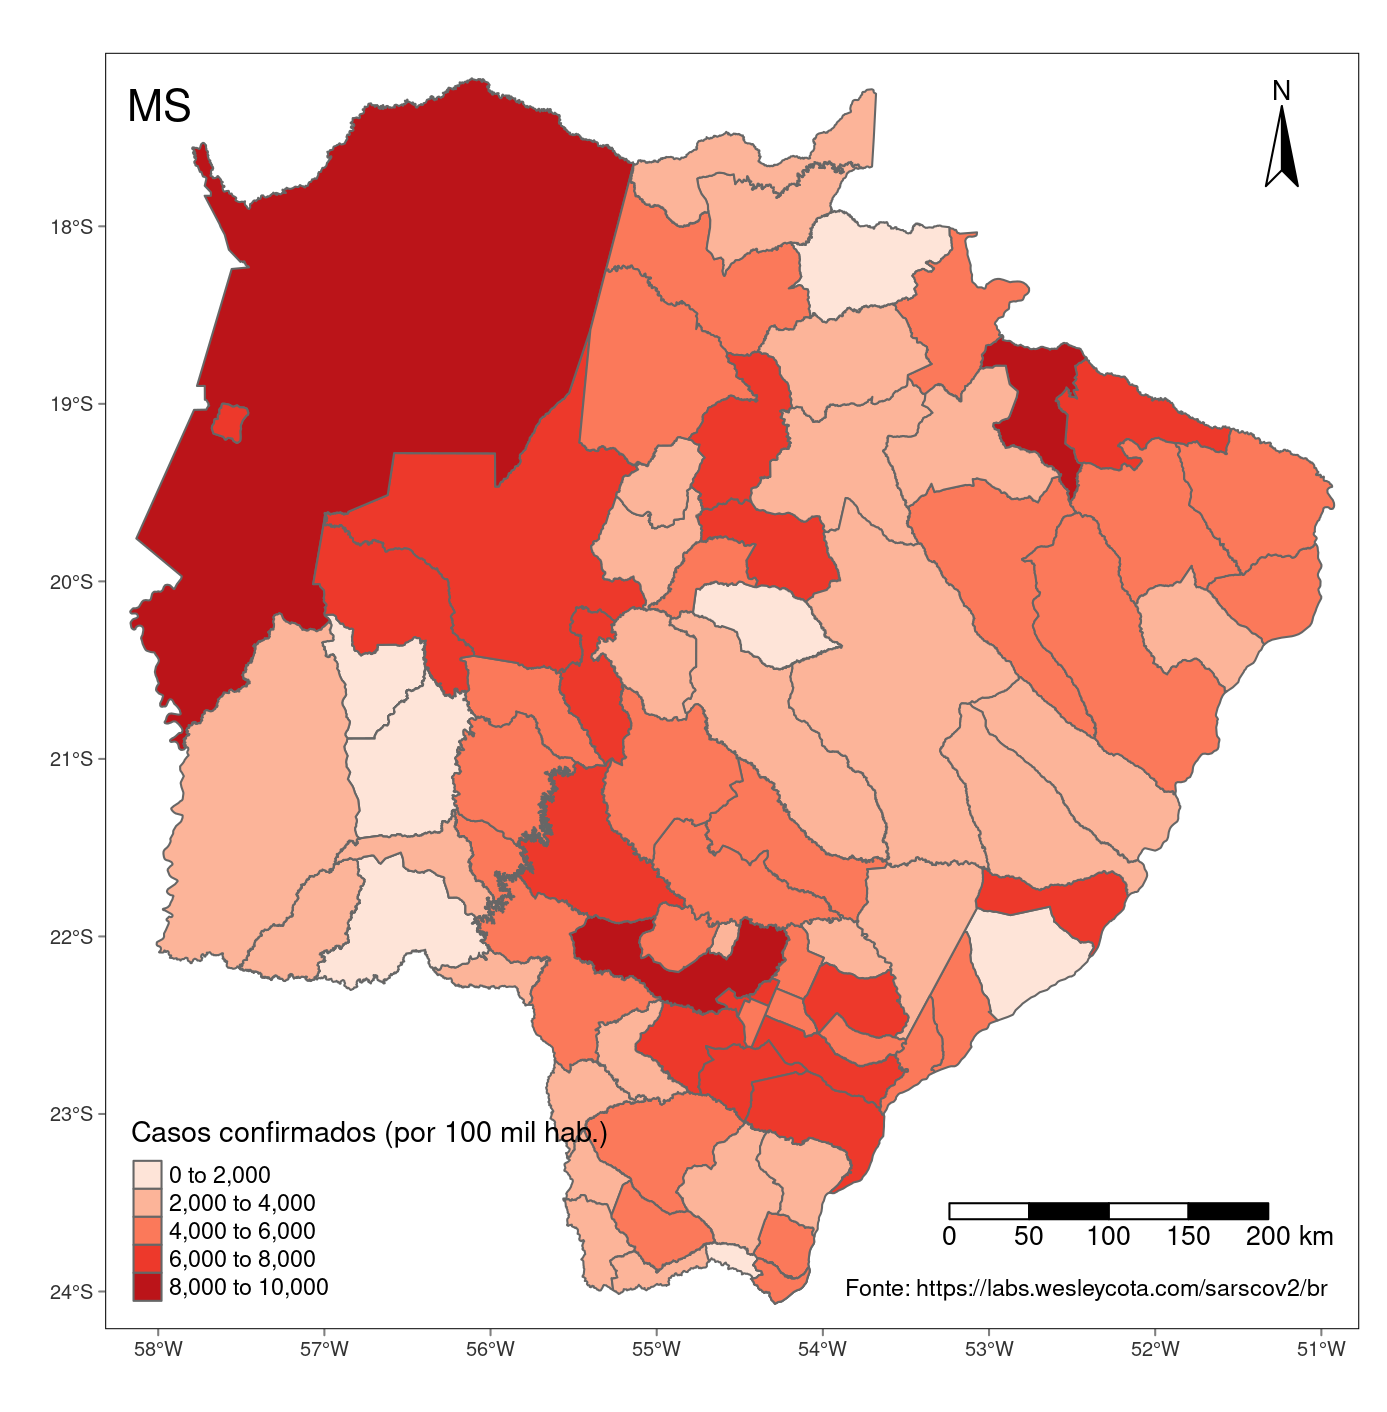 MS
N
18°S
19°S
20°S
21°S
22°S
23°S
24°S
Casos confirmados (por 100 mil hab.)
0 to 2,000
2,000 to 4,000
4,000 to 6,000
6,000 to 8,000
8,000 to 10,000
0 50 100 150 200 km
Fonte: https://labs.wesleycota.com/sarscov2/br
58°W 57°W 56°W 55°W 54°W 53°W 52°W 51°W